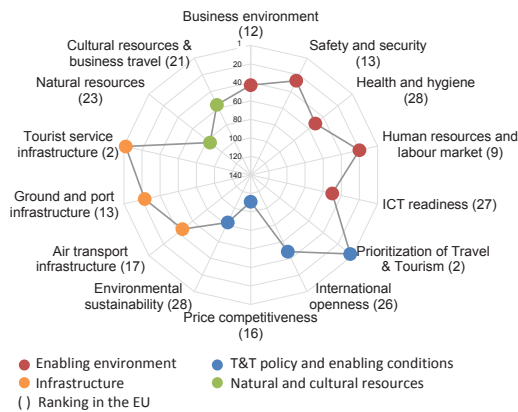 Business environment
(12)
Cultural resources &
business travel (21)
Safety and security
(13)
Natural resources
(23)
Health and hygiene
(28)
Tourist service
infrastructure (2)
Human resources and
labour market (9)
Ground and port
infrastructure (13)
ICT readiness (27)
Air transport
infrastructure (17)
Prioritization of Travel
& Tourism (2)
Environmental
sustainability (28)
International
openness (26)
Price competitiveness
(16)
1
20
40
60
80
100
120
140
Enabling environment
T&T policy and enabling conditions
Infrastructure
Natural and cultural resources
( ) Ranking in the EU